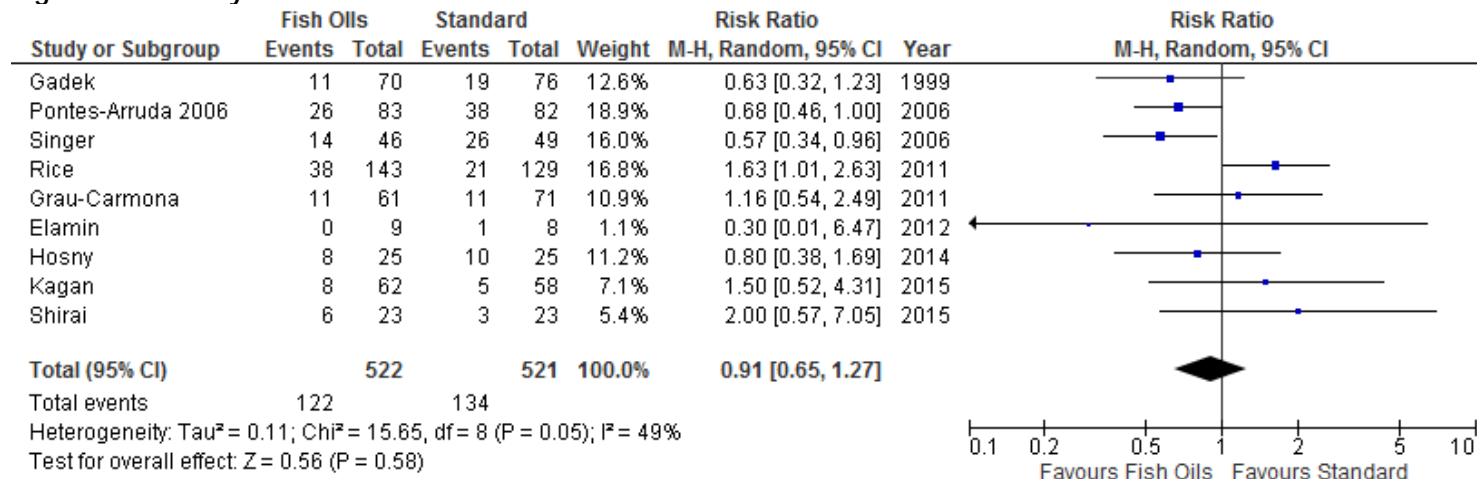 Fish Oils Standard Risk Ratio Risk Ratio
Study or Subgroup Events Total Events Total Weight M-H, Random, 95% CI Year M-H, Random, 95% CI
Gadek 11 70 19 76 12.6% 0.63 [0.32, 1.23] 1999
Pontes-Arruda 2006 26 83 38 82 18.9% 0.68 [0.46, 1.00] 2006
Singer 14 46 26 49 16.0% 0.57 [0.34, 0.96] 2006
Rice 38 143 21 129 16.8% 1.63 [1.01, 2.63] 2011
Grau-Carmona 11 61 11 71 10.9% 1.16 [0.54, 2.49] 2011
Elamin 0 9 1 8 1.1% 0.30 [0.01, 6.47] 2012
Hosny 8 25 10 25 11.2% 0.80 [0.38, 1.69] 2014
Kagan 8 62 5 58 7.1% 1.50 [0.52, 4.31] 2015
Shirai 6 23 3 23 5.4% 2.00 [0.57, 7.05] 2015
Total (95% CI) 522 521 100.0% 0.91 [0.65, 1.27]
Total events 122 134
Heterogeneity: Tau² = 0.11; Chi² = 15.65, df = 8 (P = 0.05); I² = 49%
Test for overall effect: Z = 0.56 (P = 0.58)
0.1 0.2 0.5 1 2 5 10
Favours Fish Oils Favours Standard